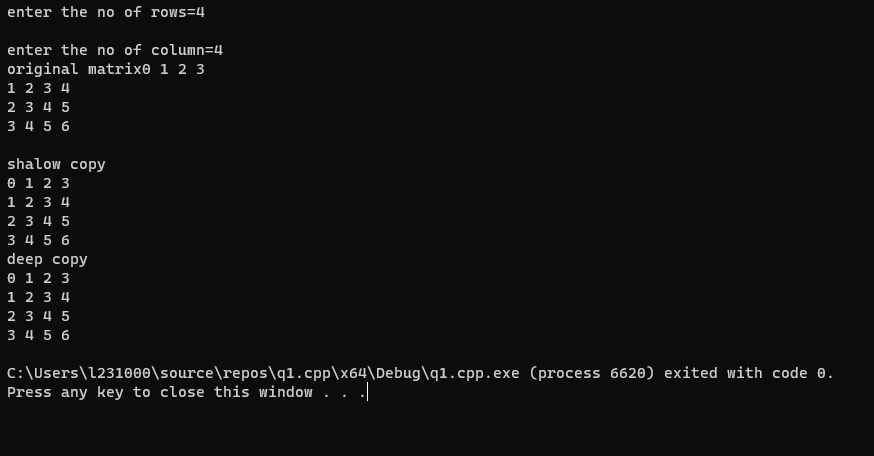 enter the no of rows=4
enter the no of column=4
original matrix0 1 2 3
1 2 3 4
2 3 4 5
3 4 5 6
shalow copy
0 1 2 3
1 2 3 4
2 3 4 5
3 4 5 6
deep copy
0 1 2 3
1 2 3 4
2 3 4 5
3 4 5 6
C:\Users\l231000\source\repos\q1.cpp\x64\Debug\q1.cpp.exe (process 6620) exited with code 0.
Press any key to close this window . . .